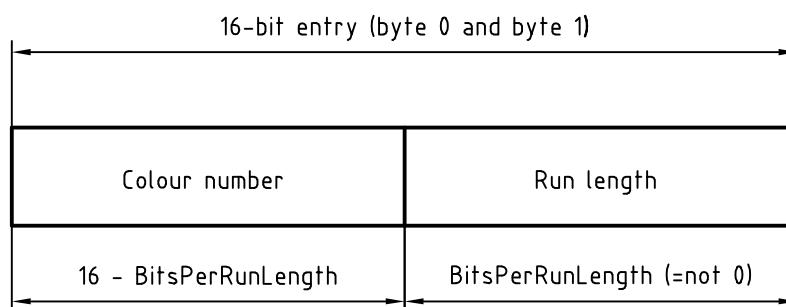 16-bit entry (byte 0 and byte 1)
Colour number
Run length
16 - BitsPerRunLength
BitsPerRunLength (=not 0)